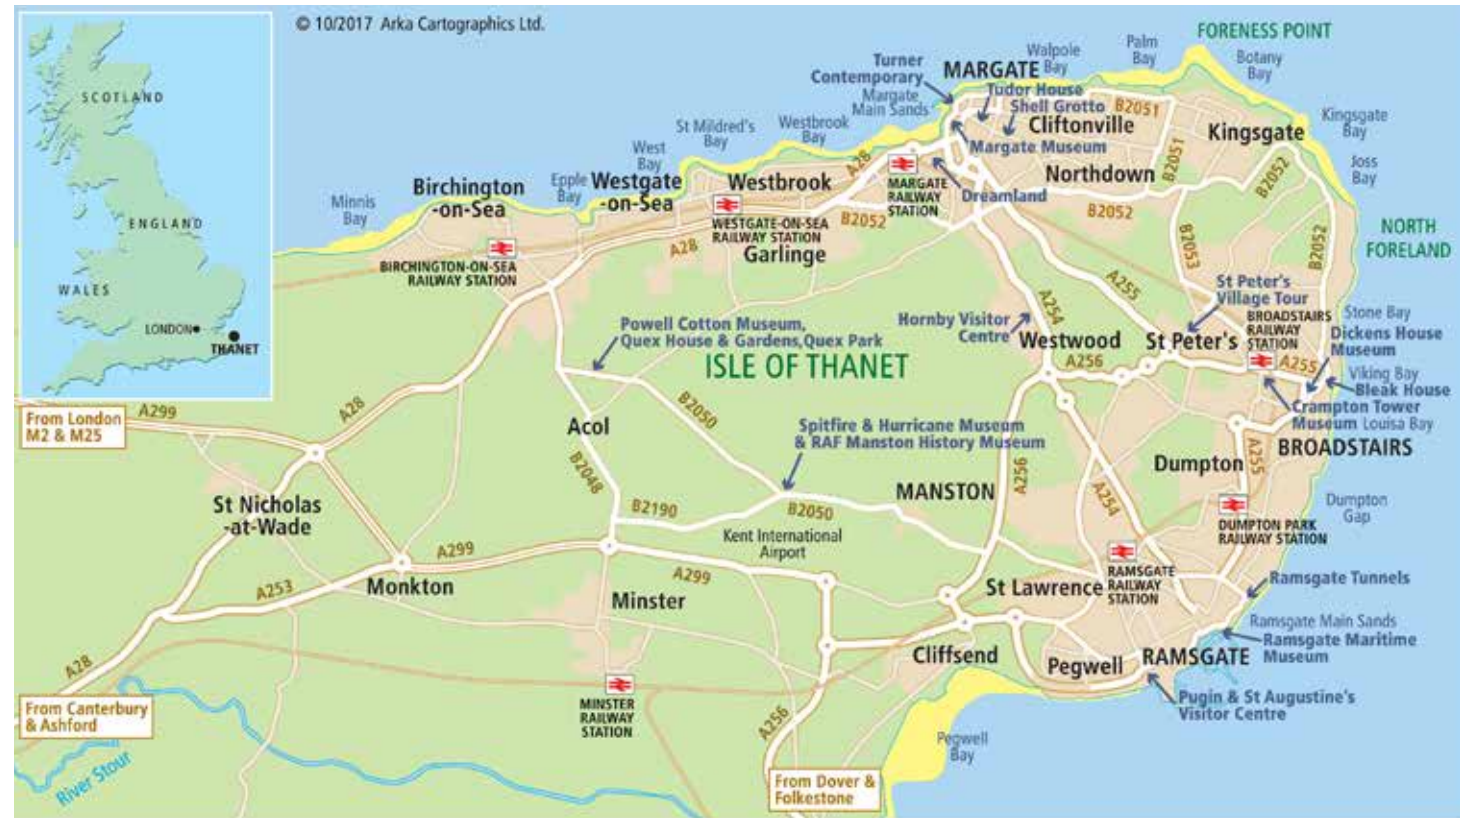 © 10/2017 Arka Cartographics Ltd.
SCOTLAND
ENGLAND
WALES
LONDON
THANET
FORENESS POINT
Turner
Contemporary
MARGATE
Walpole
Bay
Palm
Bay
Botany
Bay
Margate
Main Sands
Tudor House
Shell Grotto
B2051
Cliftonville
Kingsgate
Kingsgate
Bay
St Mildred's
Bay
Westbrook
Bay
Margate Museum
B2051
B2052
Joss
Bay
West
Bay
A28
Northdown
Epple
Bay
Westgate
-on-Sea
Westbrook
MARGATE
RAILWAY
STATION
Dreamland
Birchington
-on-Sea
Minnis
Bay
WESTGATE-ON-SEA
RAILWAY STATION
B2052
B2052
NORTH
FORELAND
A28
Garlinge
B2053
B2052
BIRCHINGTON-ON-SEA
RAILWAY STATION
A255
St Peter's
Village Tour
A254
Powell Cotton Museum,
Quex House & Gardens,Quex Park
Hornby Visitor
Centre
Westwood
St Peter's
BROADSTAIRS
RAILWAY
STATION
Stone Bay
Dickens House
Museum
ISLE OF THANET
A256
A255
Viking Bay
Bleak House
From London
M2 & M25
A299
A28
B2050
Crampton Tower
Museum
Louisa Bay
Acol
Spitfire & Hurricane Museum
& RAF Manston History Museum
BROADSTAIRS
B2048
A256
Dumpton
A255
St Nicholas
-at-Wade
MANSTON
A254
B2190
B2050
Dumpton
Gap
Kent International
Airport
DUMPTON PARK
RAILWAY STATION
A299
A299
Monkton
A253
Minster
St Lawrence
RAMSGATE
RAILWAY
STATION
Ramsgate Tunnels
Ramsgate Main Sands
Ramsgate Maritime
Museum
A28
Cliffsend
Pegwell
RAMSGATE
From Canterbury
& Ashford
MINSTER
RAILWAY
STATION
A256
Pugin & St Augustine's
Visitor Centre
Pegwell
Bay
River Stour
From Dover &
Folkestone